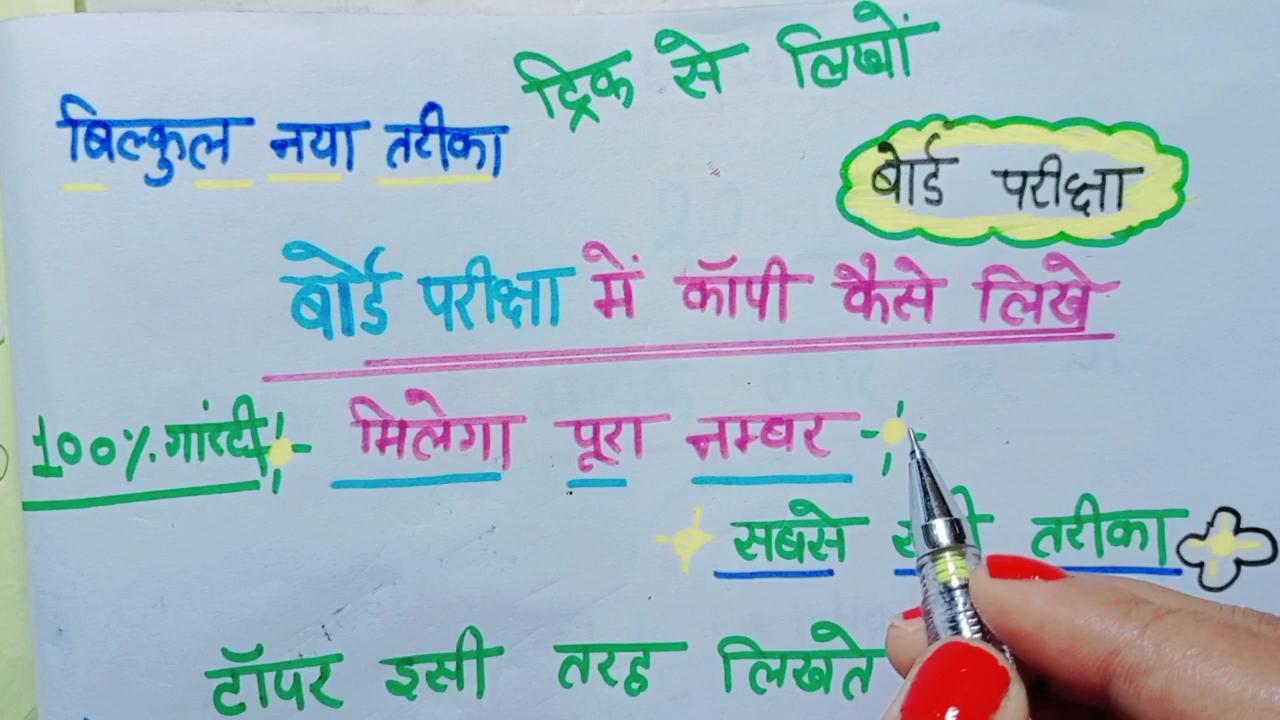 ट्रिक से लिखों
बिल्कुल नया तरीका
बोर्ड परीक्षा
बोर्ड परीक्षा में कॉपी कैसे लिखे
100% गारंटी मिलेगा पूरा नम्बर
सबसे तरीका
टॉपर इसी तरह लिखते